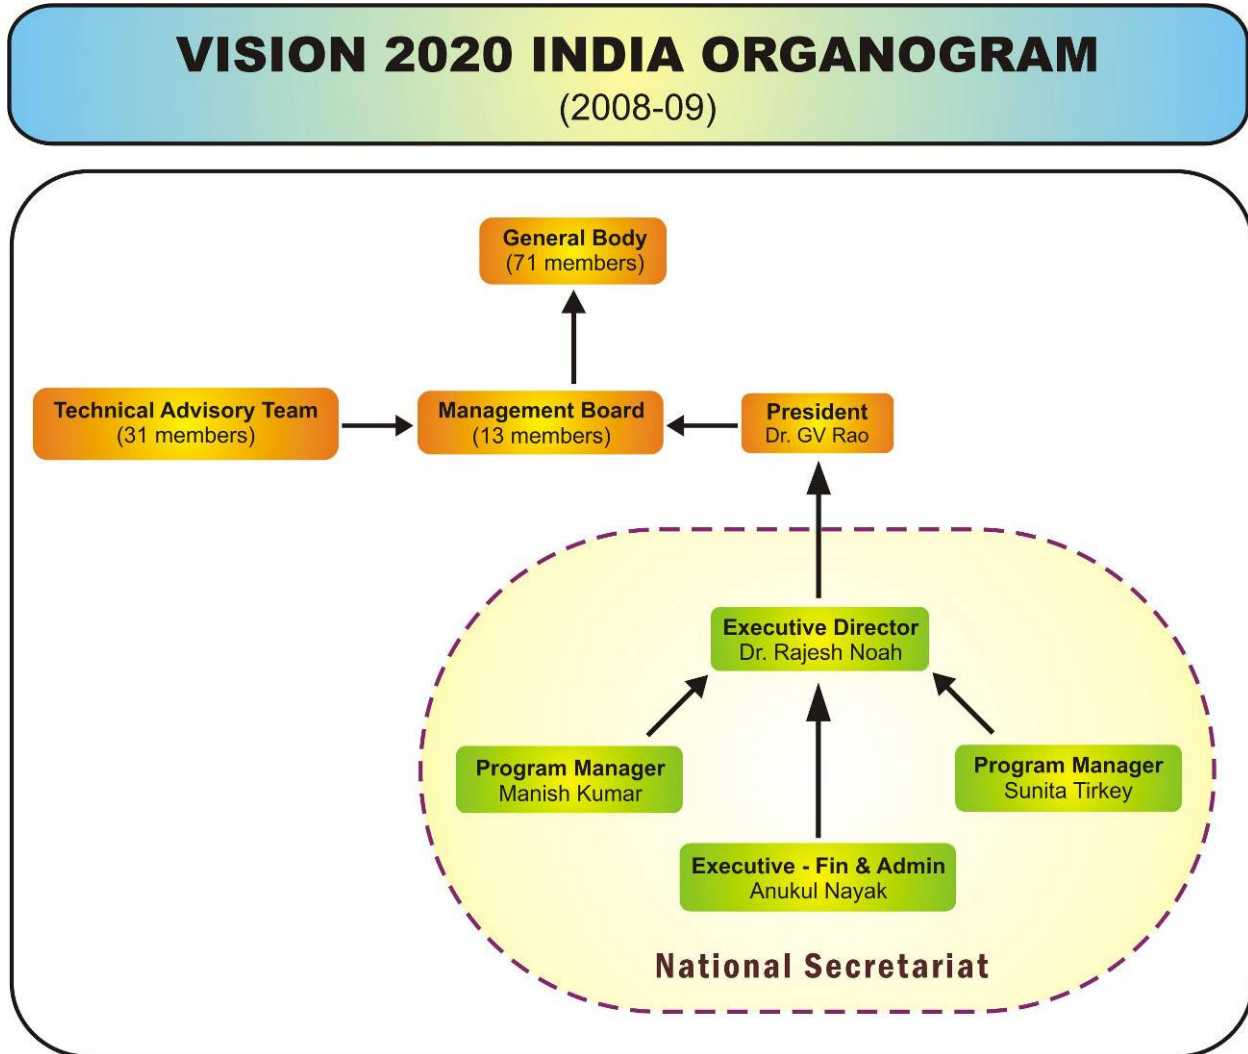 VISION 2020 INDIA ORGANOGRAM
(2008-09)
General Body
(71 members)
Technical Advisory Team
(31 members)
Management Board
(13 members)
President
Dr. GV Rao
Executive Director
Dr. Rajesh Noah
Program Manager
Manish Kumar
Program Manager
Sunita Tirkey
Executive - Fin & Admin
Anukul Nayak
National Secretariat